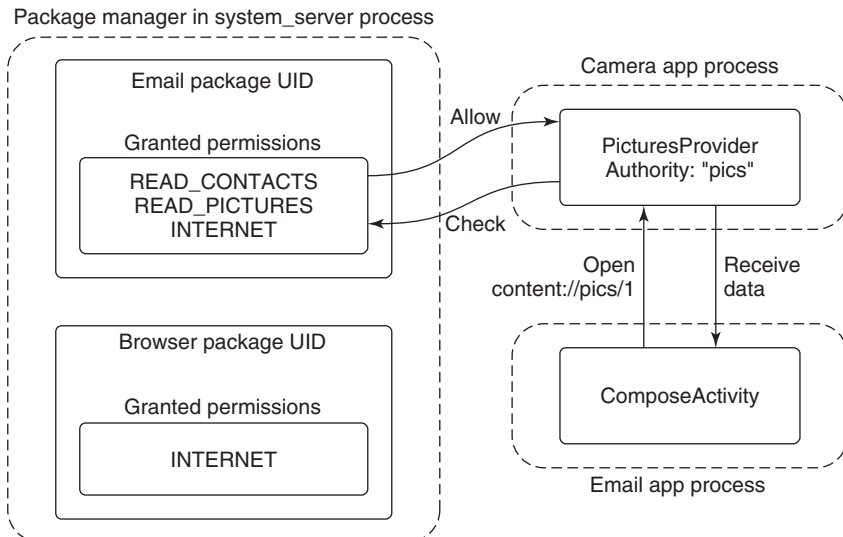 Package manager in system_server process
Email package UID
Granted permissions
READ_CONTACTS
READ_PICTURES
INTERNET
Browser package UID
Granted permissions
INTERNET
Allow
Check
Camera app process
PicturesProvider
Authority: "pics"
Open
content://pics/1
Receive
data
ComposeActivity
Email app process